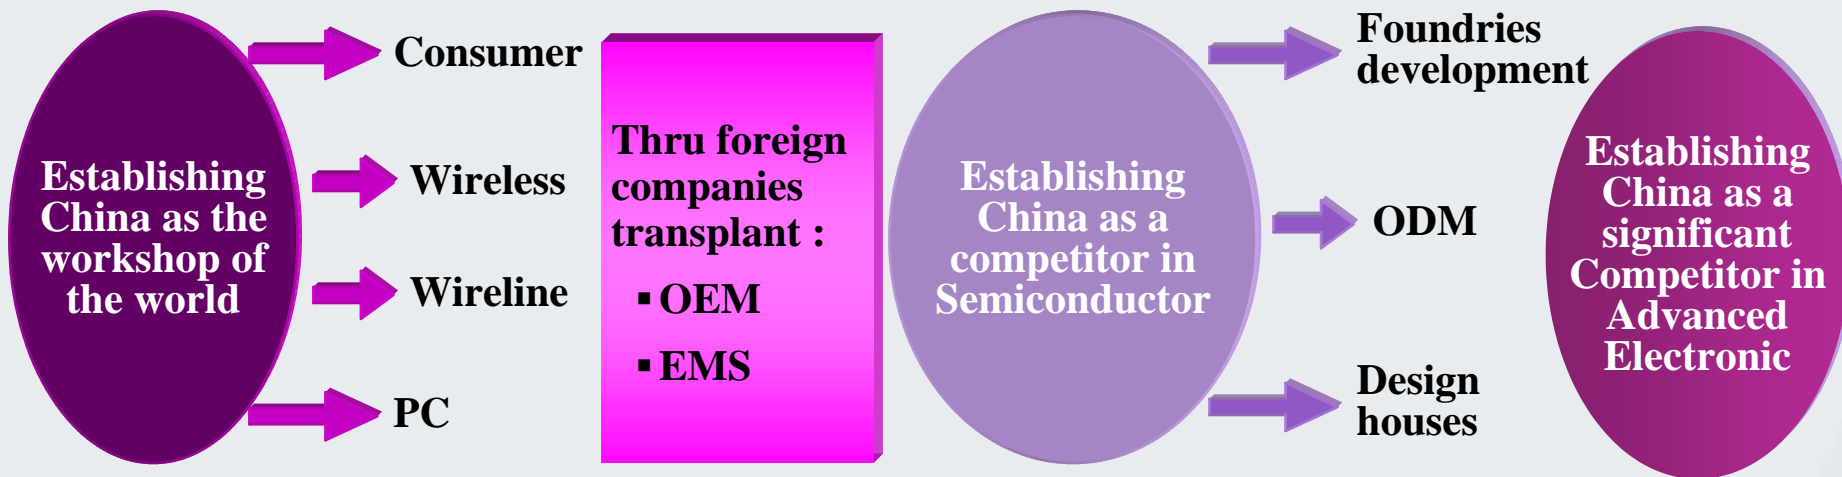 Establishing
China as the
workshop of
the world
Consumer
Wireless
Wireline
PC
Thru foreign
companies
transplant :
▪ OEM
▪ EMS
Establishing
China as a
competitor in
Semiconductor
Foundries
development
ODM
Design
houses
Establishing
China as a
significant
Competitor in
Advanced
Electronic